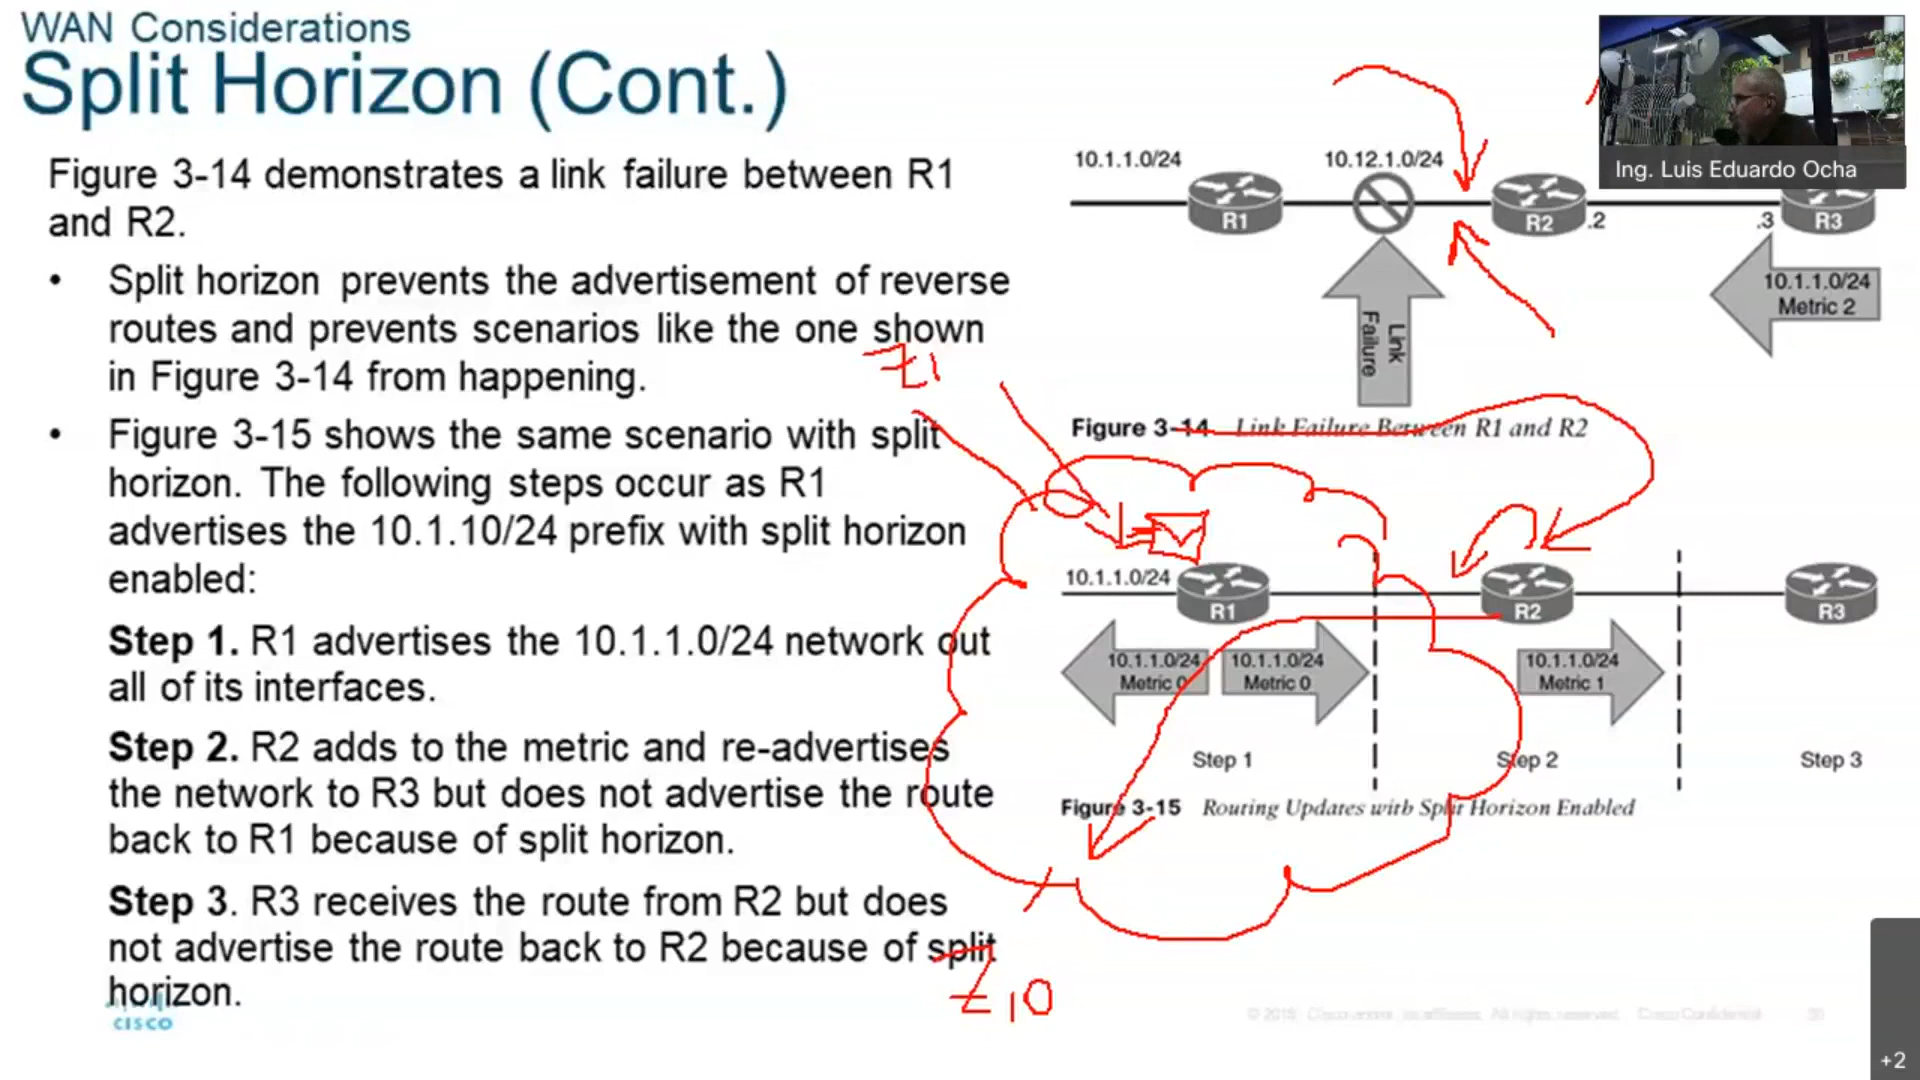 WAN Considerations
Split Horizon (Cont.)
Figure 3-14 demonstrates a link failure between R1
and R2.
• Split horizon prevents the advertisement of reverse
routes and prevents scenarios like the one shown
in Figure 3-14 from happening.
• Figure 3-15 shows the same scenario with split
horizon. The following steps occur as R1
advertises the 10.1.10/24 prefix with split horizon
enabled:
Step 1. R1 advertises the 10.1.1.0/24 network out
all of its interfaces.
Step 2. R2 adds to the metric and re-advertises
the network to R3 but does not advertise the route
back to R1 because of split horizon.
Step 3. R3 receives the route from R2 but does
not advertise the route back to R2 because of split
horizon.
CISCO
Ing. Luis Eduardo Ocha
10.1.1.0/24
10.12.1.0/24
R1
R2
.2
.3
R3
10.1.1.0/24
Metric 2
Link
Failure
Figure 3-14 Link Failure Between R1 and R2
Z1
10.1.1.0/24
R1
R2
R3
10.1.1.0/24
Metric 0
10.1.1.0/24
Metric 0
10.1.1.0/24
Metric 1
Step 1
Step 2
Step 3
Figure 3-15 Routing Updates with Split Horizon Enabled
Z10
+2